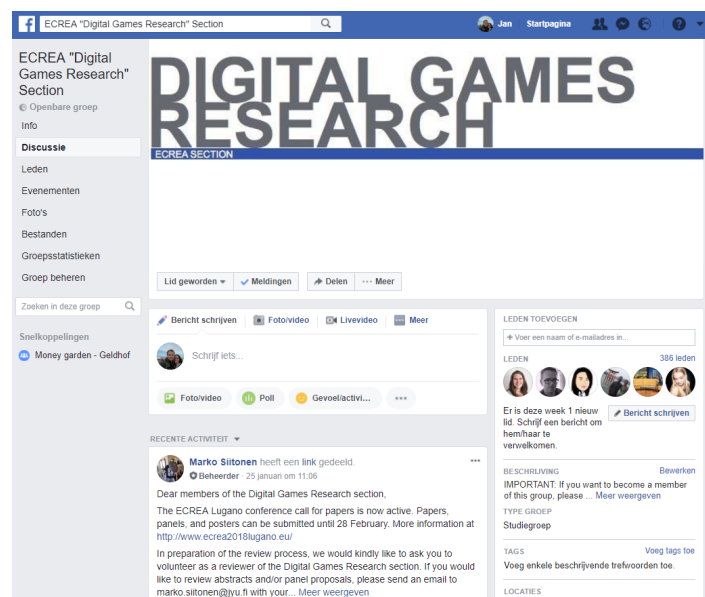 ECREA "Digital Games Research" Section
Jan
Startpagina
ECREA "Digital
Games Research"
Section
Openbare groep
Info
Discussie
Leden
Evenementen
Foto's
Bestanden
Groepsstatistieken
Groep beheren
Zoeken in deze groep
Snelkoppelingen
Money garden - Geldhof
DIGITAL GAMES
RESEARCH
ECREA SECTION
Lid geworden
Meldingen
Delen
Meer
Bericht schrijven
Foto/video
Livevideo
Meer
Schrijf iets...
Foto/video
Poll
Gevoel/activi...
RECENTE ACTIVITEIT
Marko Siitonen heeft een link gedeeld.
Beheerder · 25 januari om 11:06
Dear members of the Digital Games Research section,
The ECREA Lugano conference call for papers is now active. Papers,
panels, and posters can be submitted until 28 February. More information at
http://www.ecrea2018lugano.eu/
In preparation of the review process, we would kindly like to ask you to
volunteer as a reviewer of the Digital Games Research section. If you would
like to review abstracts and/or panel proposals, please send an email to
marko.siitonen@jyu.fi with your... Meer weergeven
LEDEN TOEVOEGEN
+ Voer een naam of e-mailadres in...
LEDEN
386 leden
Er is deze week 1 nieuw
lid. Schrijf een bericht om
hem/haar te
verwelkomen.
Bericht schrijven
BESCHRIJVING
Bewerken
IMPORTANT: If you want to become a member
of this group, please ... Meer weergeven
TYPE GROEP
Studiegroep
TAGS
Voeg tags toe
Voeg enkele beschrijvende trefwoorden toe.
LOCATIES